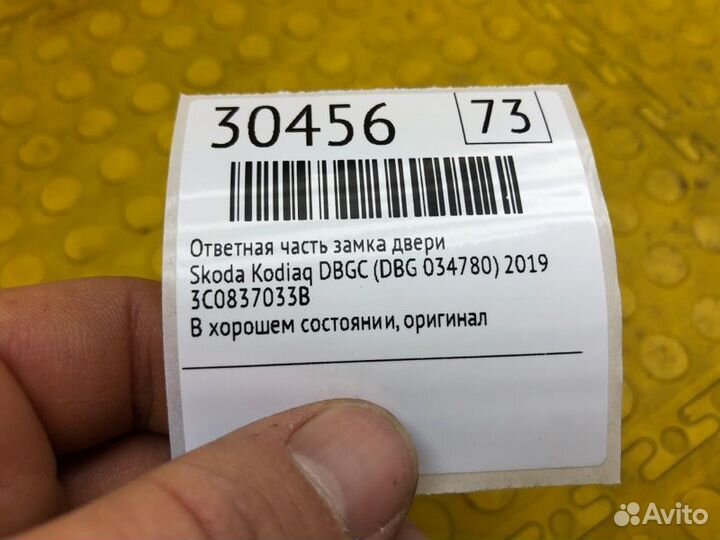 30456 73
Ответная часть замка двери
Skoda Kodiaq DBGC (DBG 034780) 2019
3C0837033B
В хорошем состоянии, оригинал
Avito